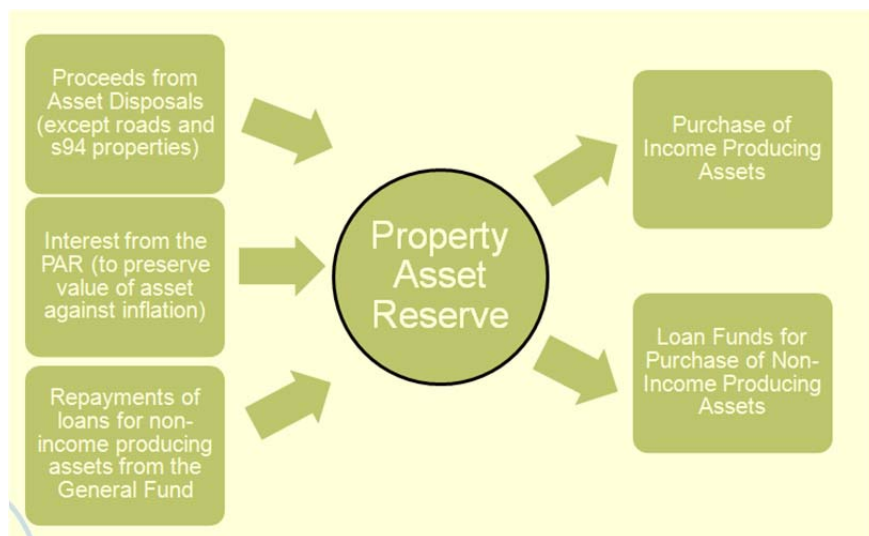 Proceeds from
Asset Disposals
(except roads and
s94 properties)
Interest from the
PAR (to preserve
value of asset
against inflation)
Repayments of
loans for non-
income producing
assets from the
General Fund
Property
Asset
Reserve
Purchase of
Income Producing
Assets
Loan Funds for
Purchase of Non-
Income Producing
Assets